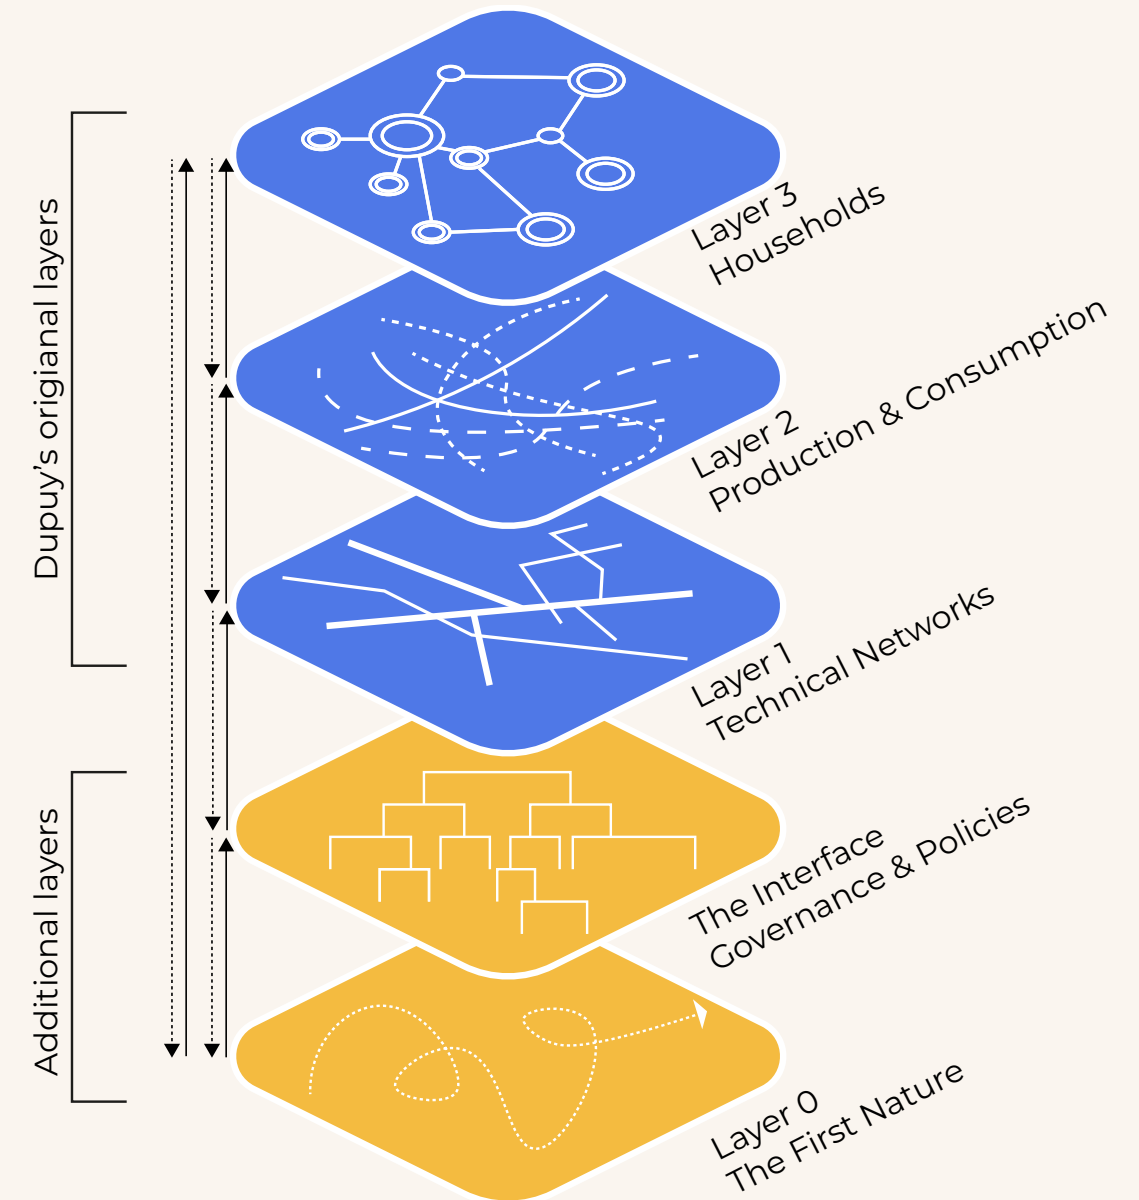 Dupuy's origianal layers
Layer 3
Households
Layer 2
Production & Consumption
Layer 1
Technical Networks
Additional layers
The Interface
Governance & Policies
Layer 0
The First Nature